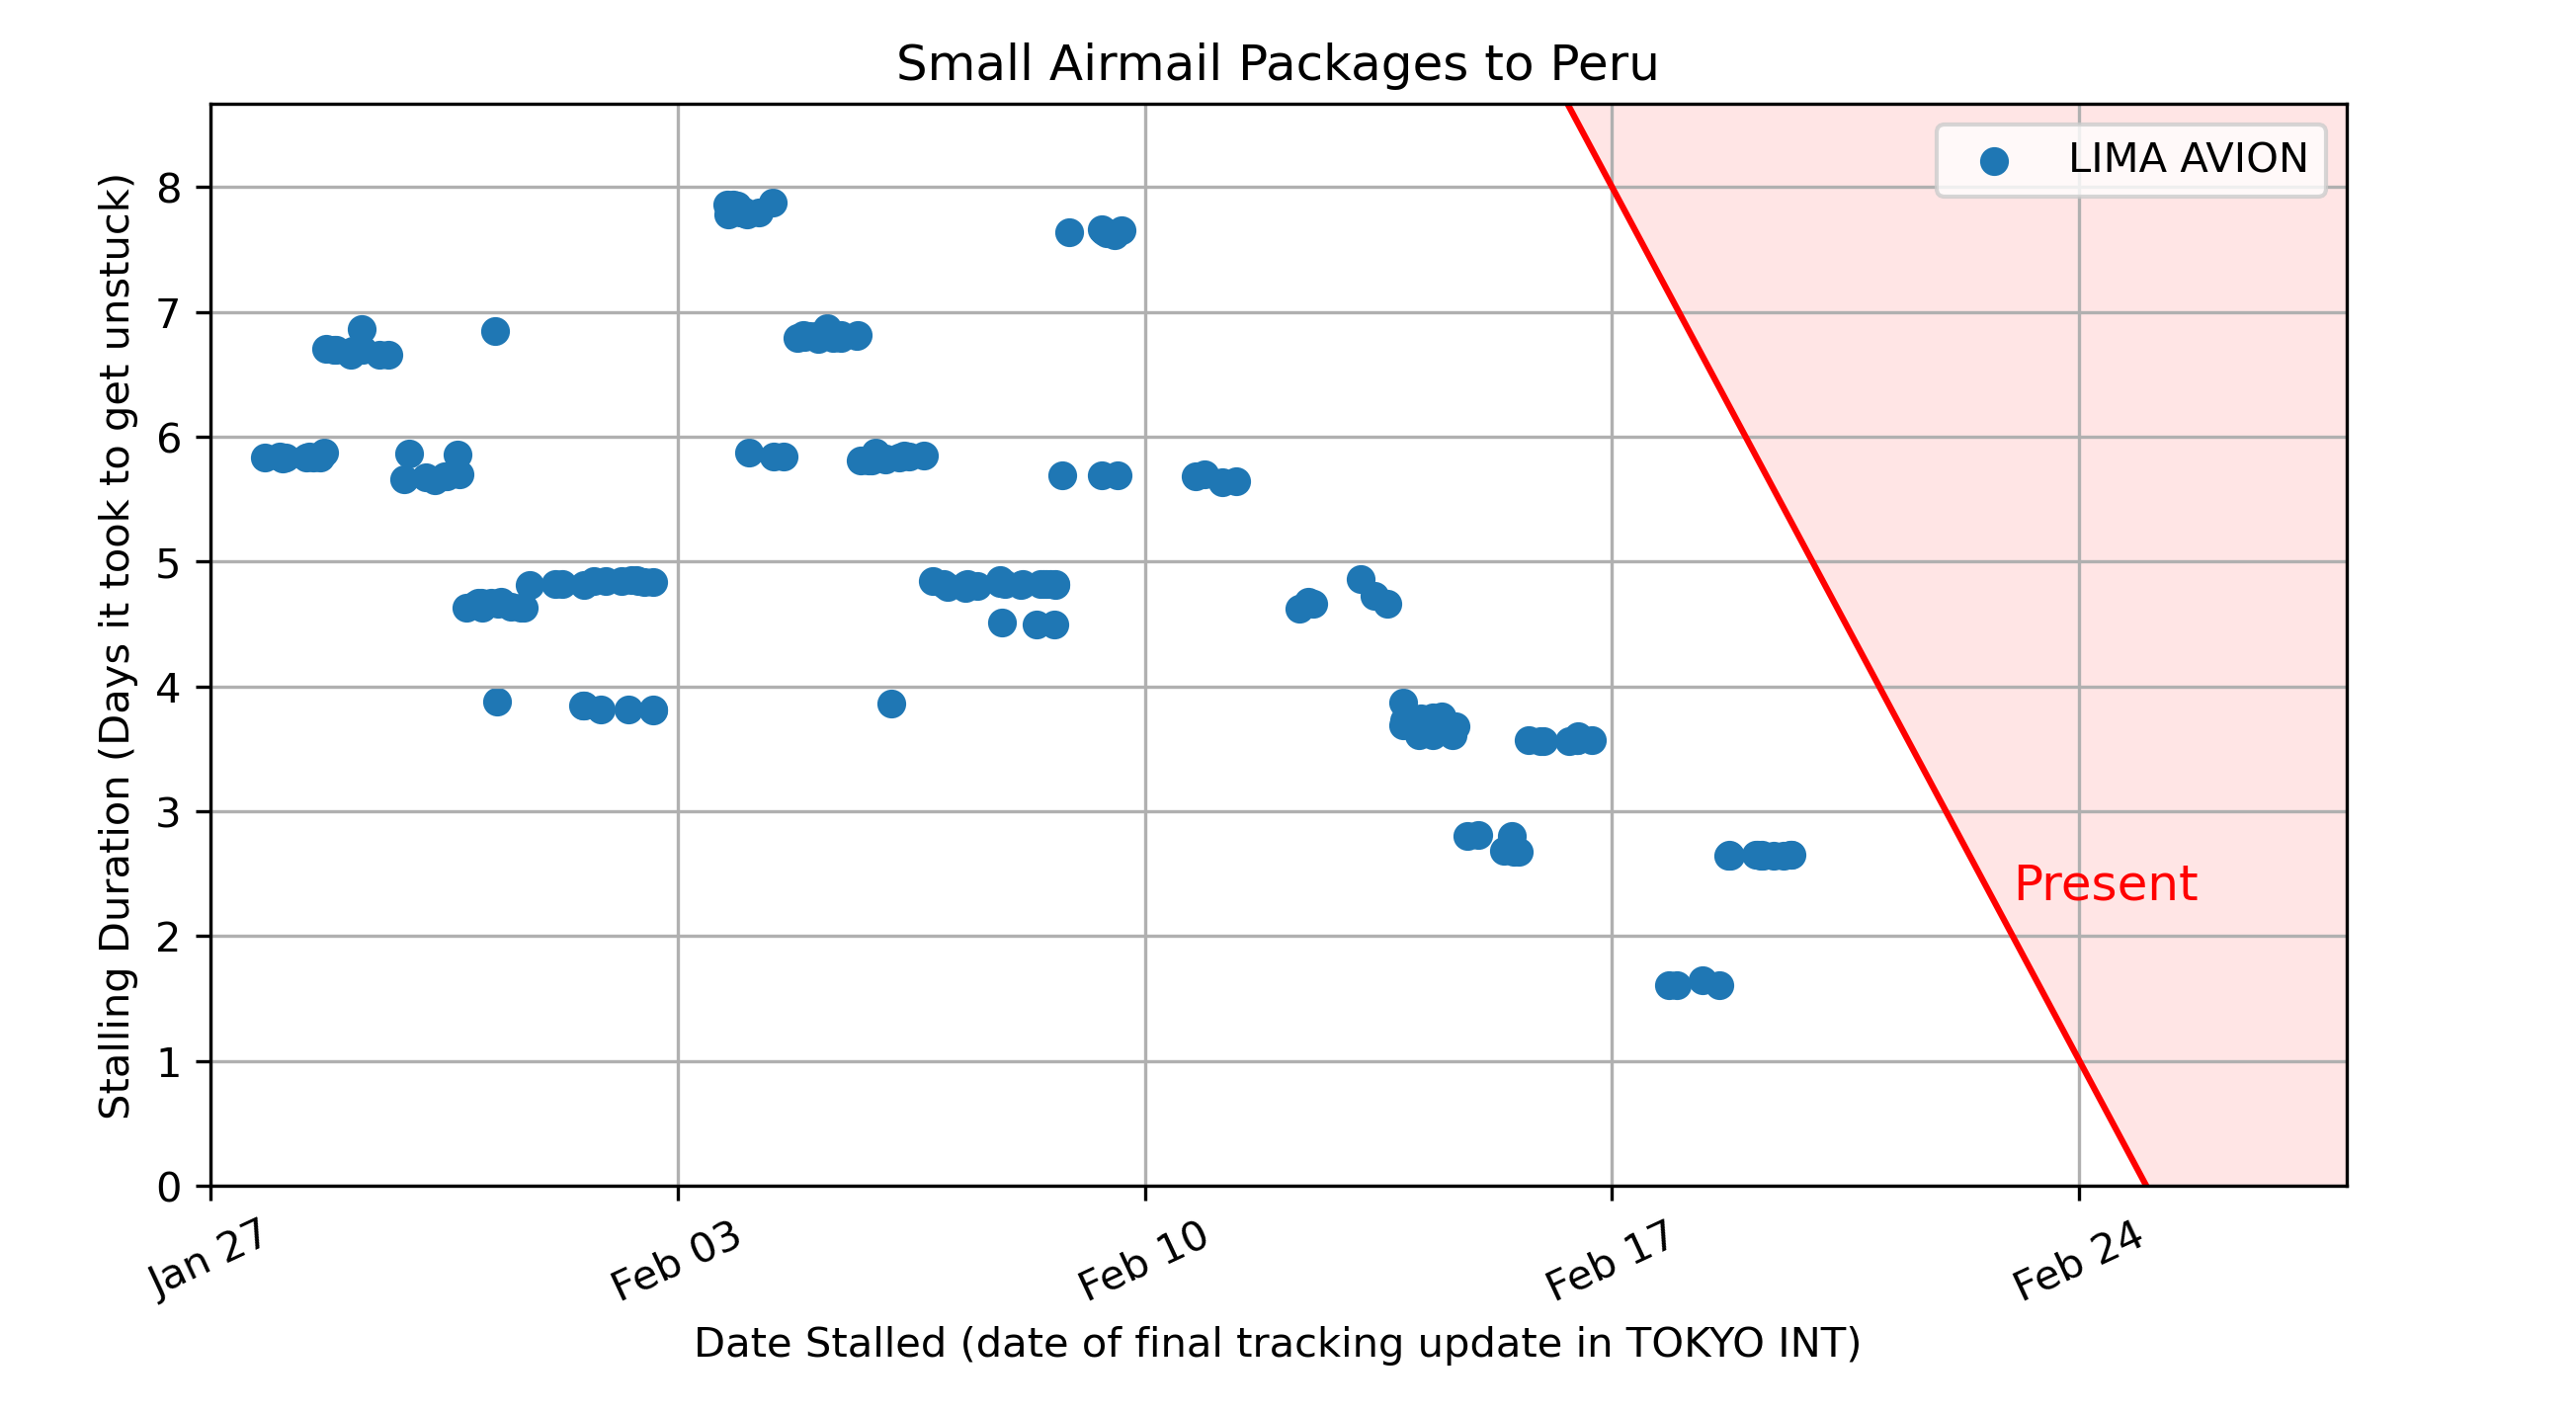 Small Airmail Packages to Peru
LIMA AVION
Stalling Duration (Days it took to get unstuck)
8
7
6
5
4
3
2
1
0
Present
Jan 27
Feb 03
Feb 10
Feb 17
Feb 24
Date Stalled (date of final tracking update in TOKYO INT)